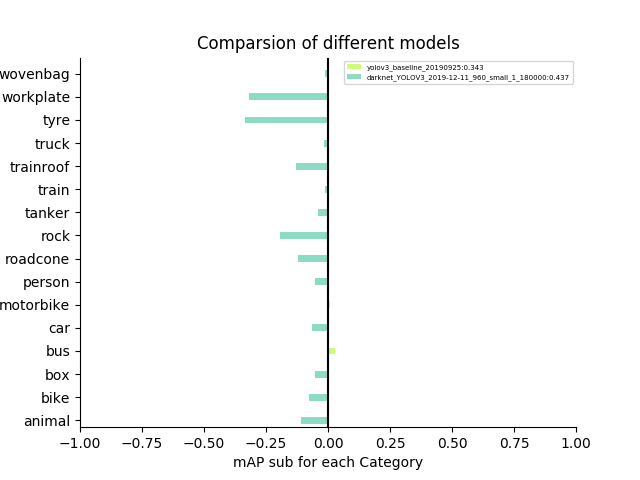 Comparsion of different models
yolov3_baseline_20190925:0.343
darknet_YOLOV3_2019-12-11_960_small_1_180000:0.437
wovenbag
workplate
tyre
truck
trainroof
train
tanker
rock
roadcone
person
motorbike
car
bus
box
bike
animal
−1.00 −0.75 −0.50 −0.25 0.00 0.25 0.50 0.75 1.00
mAP sub for each Category